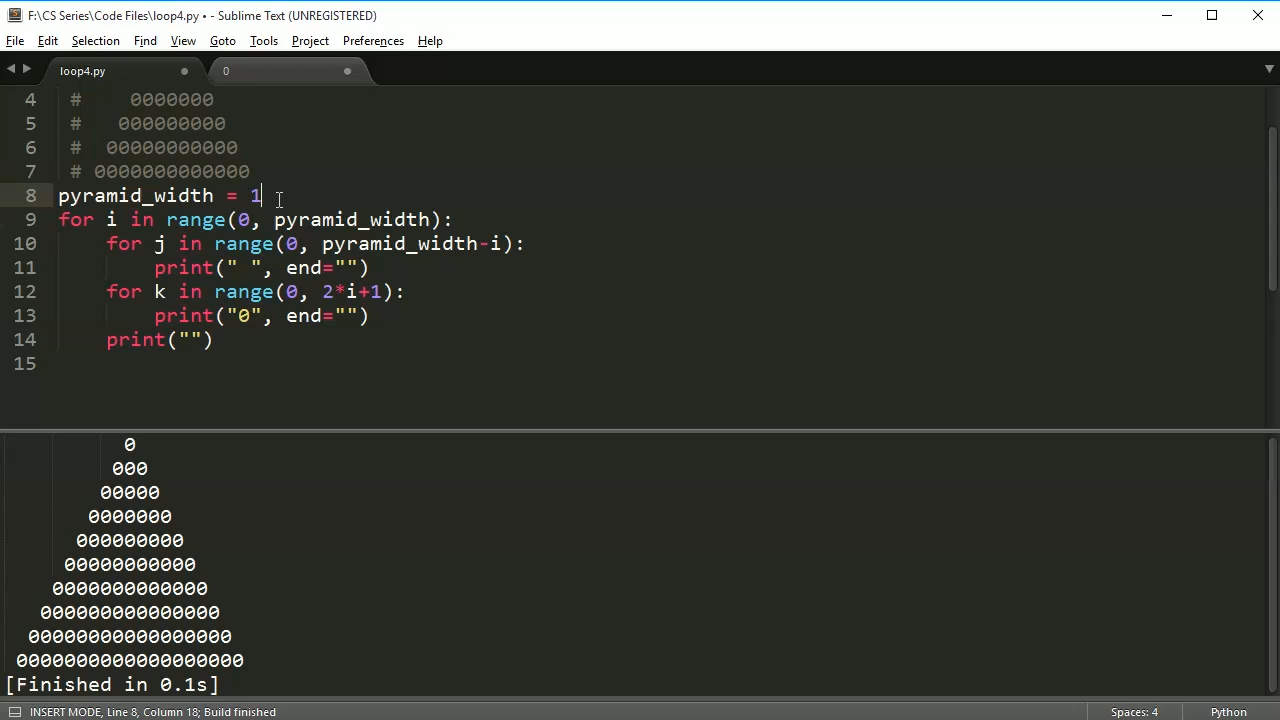 F:\CS Series\Code Files\loop4.py • - Sublime Text (UNREGISTERED)
File Edit Selection Find View Goto Tools Project Preferences Help
loop4.py 0
4 # 0000000
5 # 000000000
6 # 00000000000
7 # 0000000000000
8 pyramid_width = 1
9 for i in range(0, pyramid_width):
10 for j in range(0, pyramid_width-i):
11 print(" ", end="")
12 for k in range(0, 2*i+1):
13 print("0", end="")
14 print("")
15
0
000
00000
0000000
000000000
00000000000
0000000000000
000000000000000
00000000000000000
0000000000000000000
[Finished in 0.1s]
INSERT MODE, Line 8, Column 18; Build finished Spaces: 4 Python